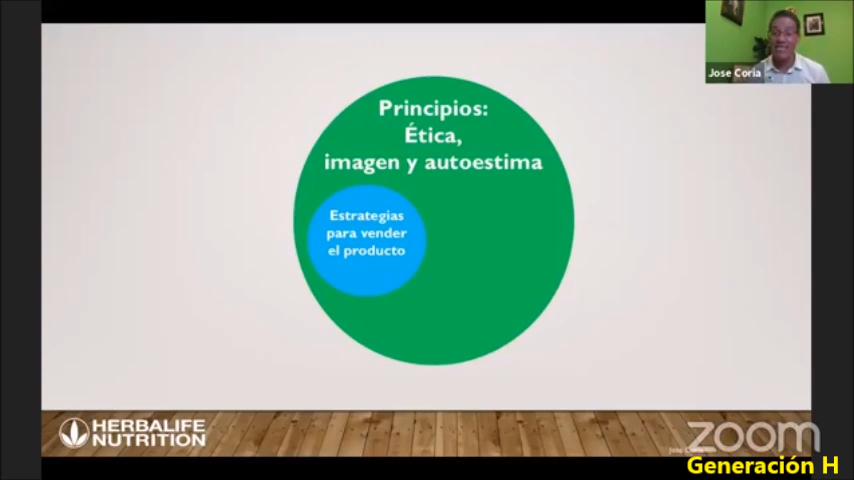 Jose Coria
Principios:
Ética,
imagen y autoestima
Estrategias
para vender
el producto
HERBALIFE
NUTRITION
zoom
Generación H